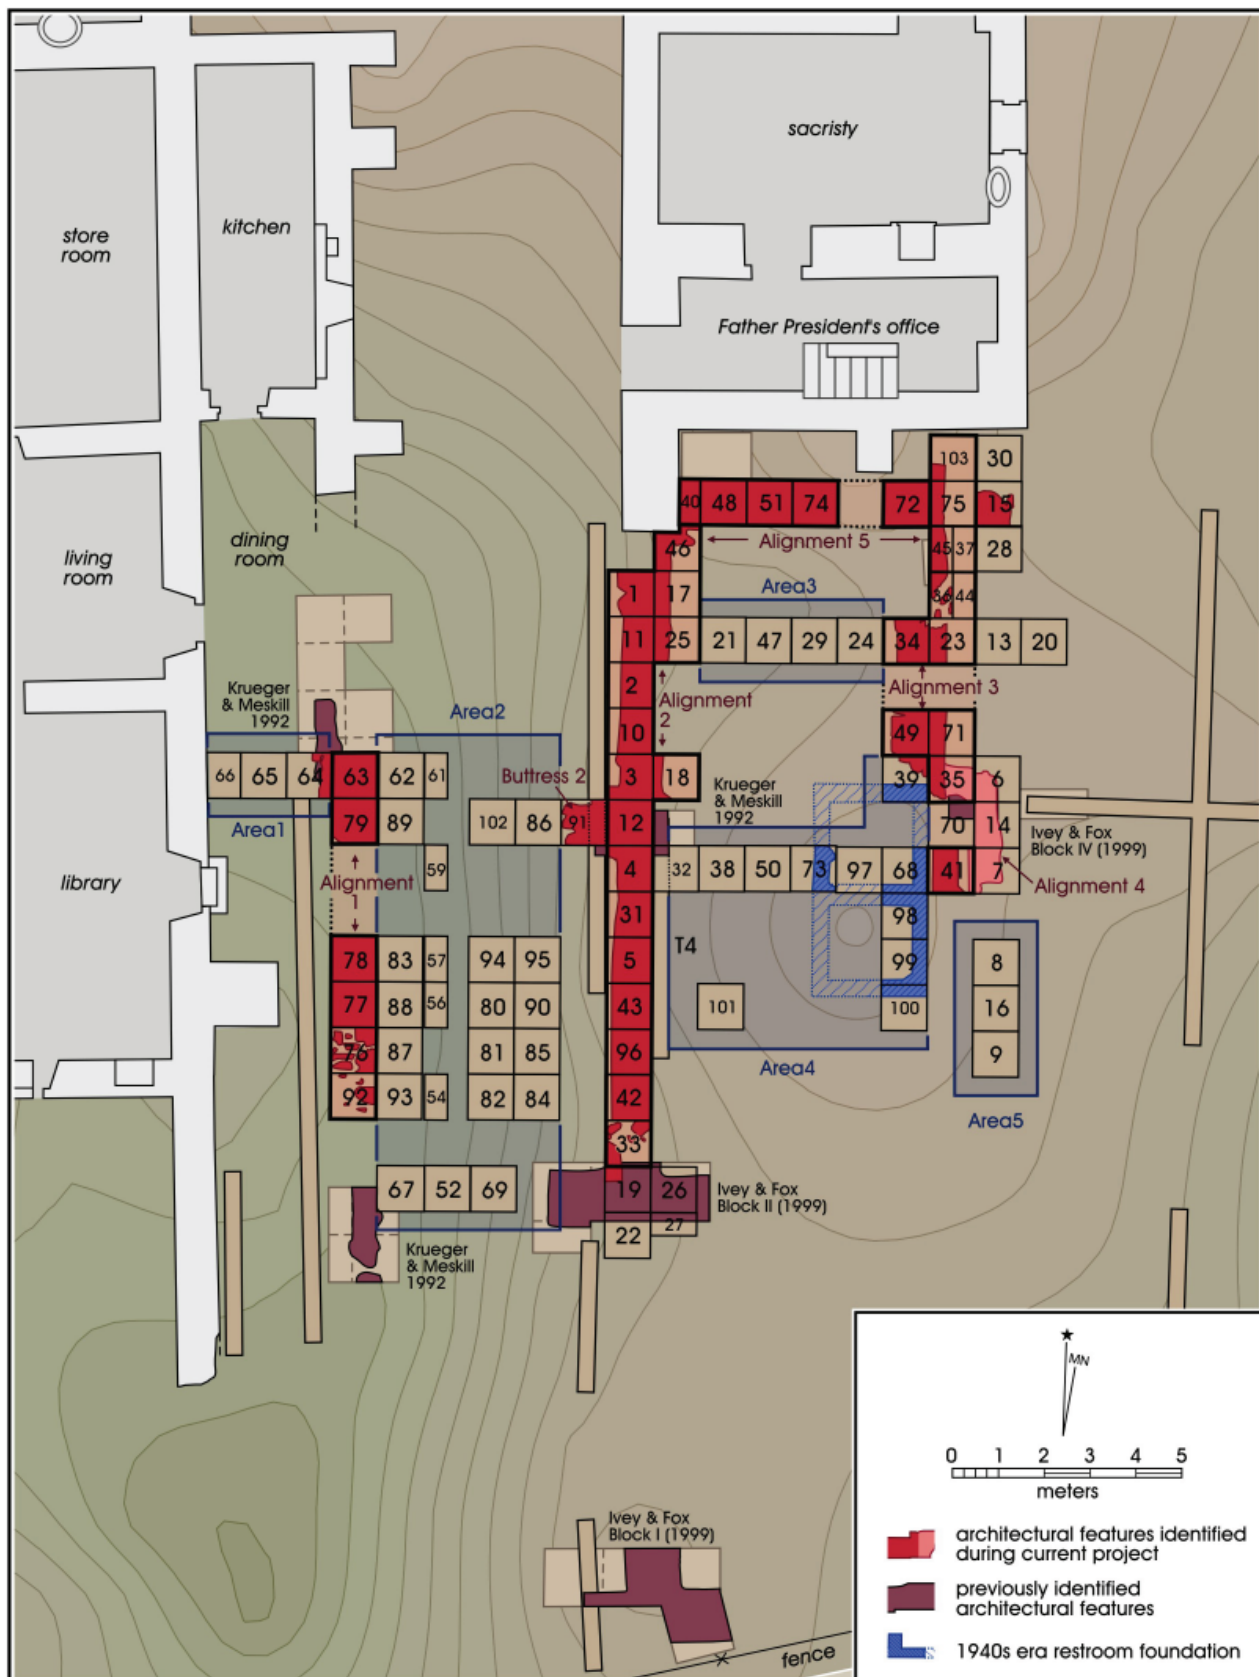 sacristy
store
room
kitchen
Father President's office
103 30
40 48 51 74 72 75 15
living
room
dining
room
46 Alignment 5 45 37 28
1 17 Area3 36 44
11 25 21 47 29 24 34 23 13 20
2 Alignment
2
Alignment 3
Krueger
& Meskill
1992
Area2
10 49 71
66 65 64 63 62 61 Buttress 2 3 18 39 35 6
Krueger
& Meskill
1992
Area1 79 89 102 86 91 12 70 14
Ivey & Fox
Block IV (1999)
library
Alignment
1
59 4 32 38 50 73 97 68 41 7 Alignment 4
31 98
78 83 57 94 95 5 T4 99 8
77 88 56 80 90 43 101 100 16
76 87 81 85 96 Area4 9
92 93 54 82 84 42 Area5
33
67 52 69 19 26
Ivey & Fox
Block II (1999)
22 27
Krueger
& Meskill
1992
MN
0 1 2 3 4 5
meters
Ivey & Fox
Block I (1999)
architectural features identified
during current project
previously identified
architectural features
1940s era restroom foundation
fence